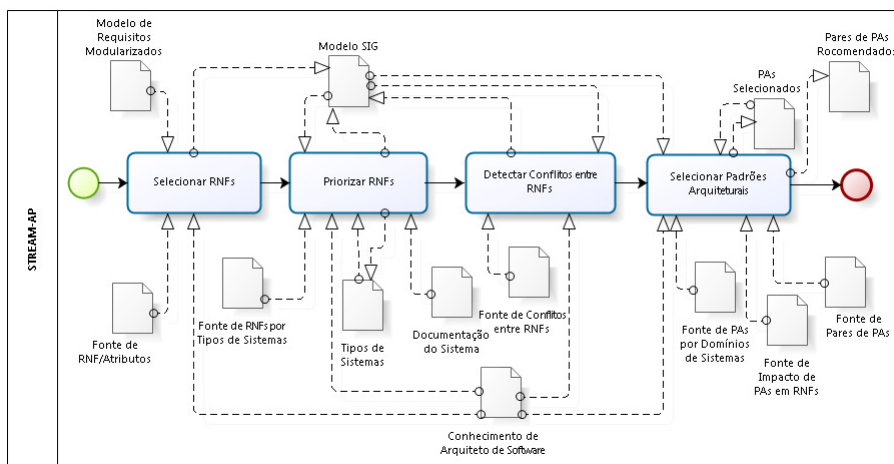 Modelo de
Requisitos
Modularizados
Modelo SIG
PAs
Selecionados
Pares de PAs
Rocomendados
STREAM-AP
Selecionar RNFs
Priorizar RNFs
Detectar Conflitos entre
RNFs
Selecionar Padrões
Arquiteturais
Fonte de
RNF/Atributos
Fonte de RNFs por
Tipos de Sistemas
Tipos de
Sistemas
Documentação
do Sistema
Fonte de Conflitos
entre RNFs
Fonte de PAs
por Domínios
de Sistemas
Fonte de
Impacto de
PAs em RNFs
Fonte de
Pares de PAs
Conhecimento de
Arquiteto de Software